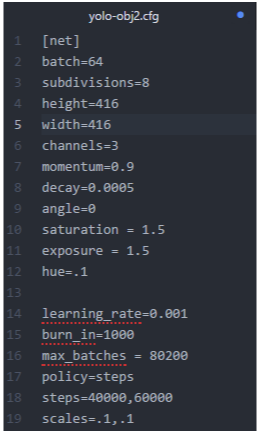 yolo-obj2.cfg
1 [net]
2 batch=64
3 subdivisions=8
4 height=416
5 width=416
6 channels=3
7 momentum=0.9
8 decay=0.0005
9 angle=0
10 saturation = 1.5
11 exposure = 1.5
12 hue=.1
13
14 learning_rate=0.001
15 burn_in=1000
16 max_batches = 80200
17 policy=steps
18 steps=40000,60000
19 scales=.1,.1